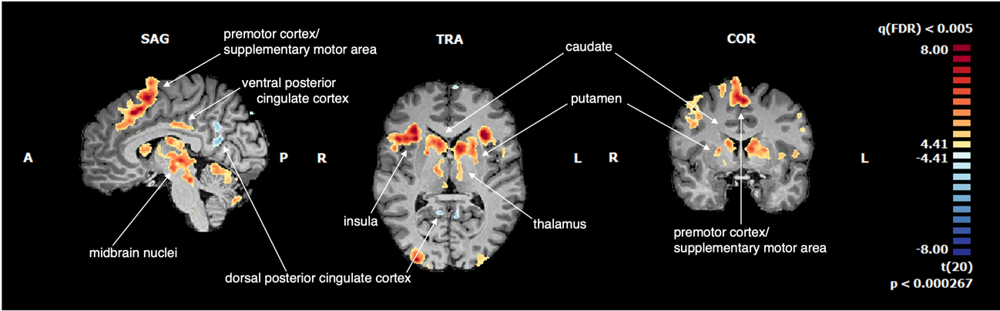 SAG
premotor cortex/
supplementary motor area
ventral posterior
cingulate cortex
A
P
midbrain nuclei
TRA
R
L
insula
dorsal posterior cingulate cortex
caudate
putamen
thalamus
COR
R
L
premotor cortex/
supplementary motor area
q(FDR) < 0.005
8.00
4.41
-4.41
-8.00
t(20)
p < 0.000267